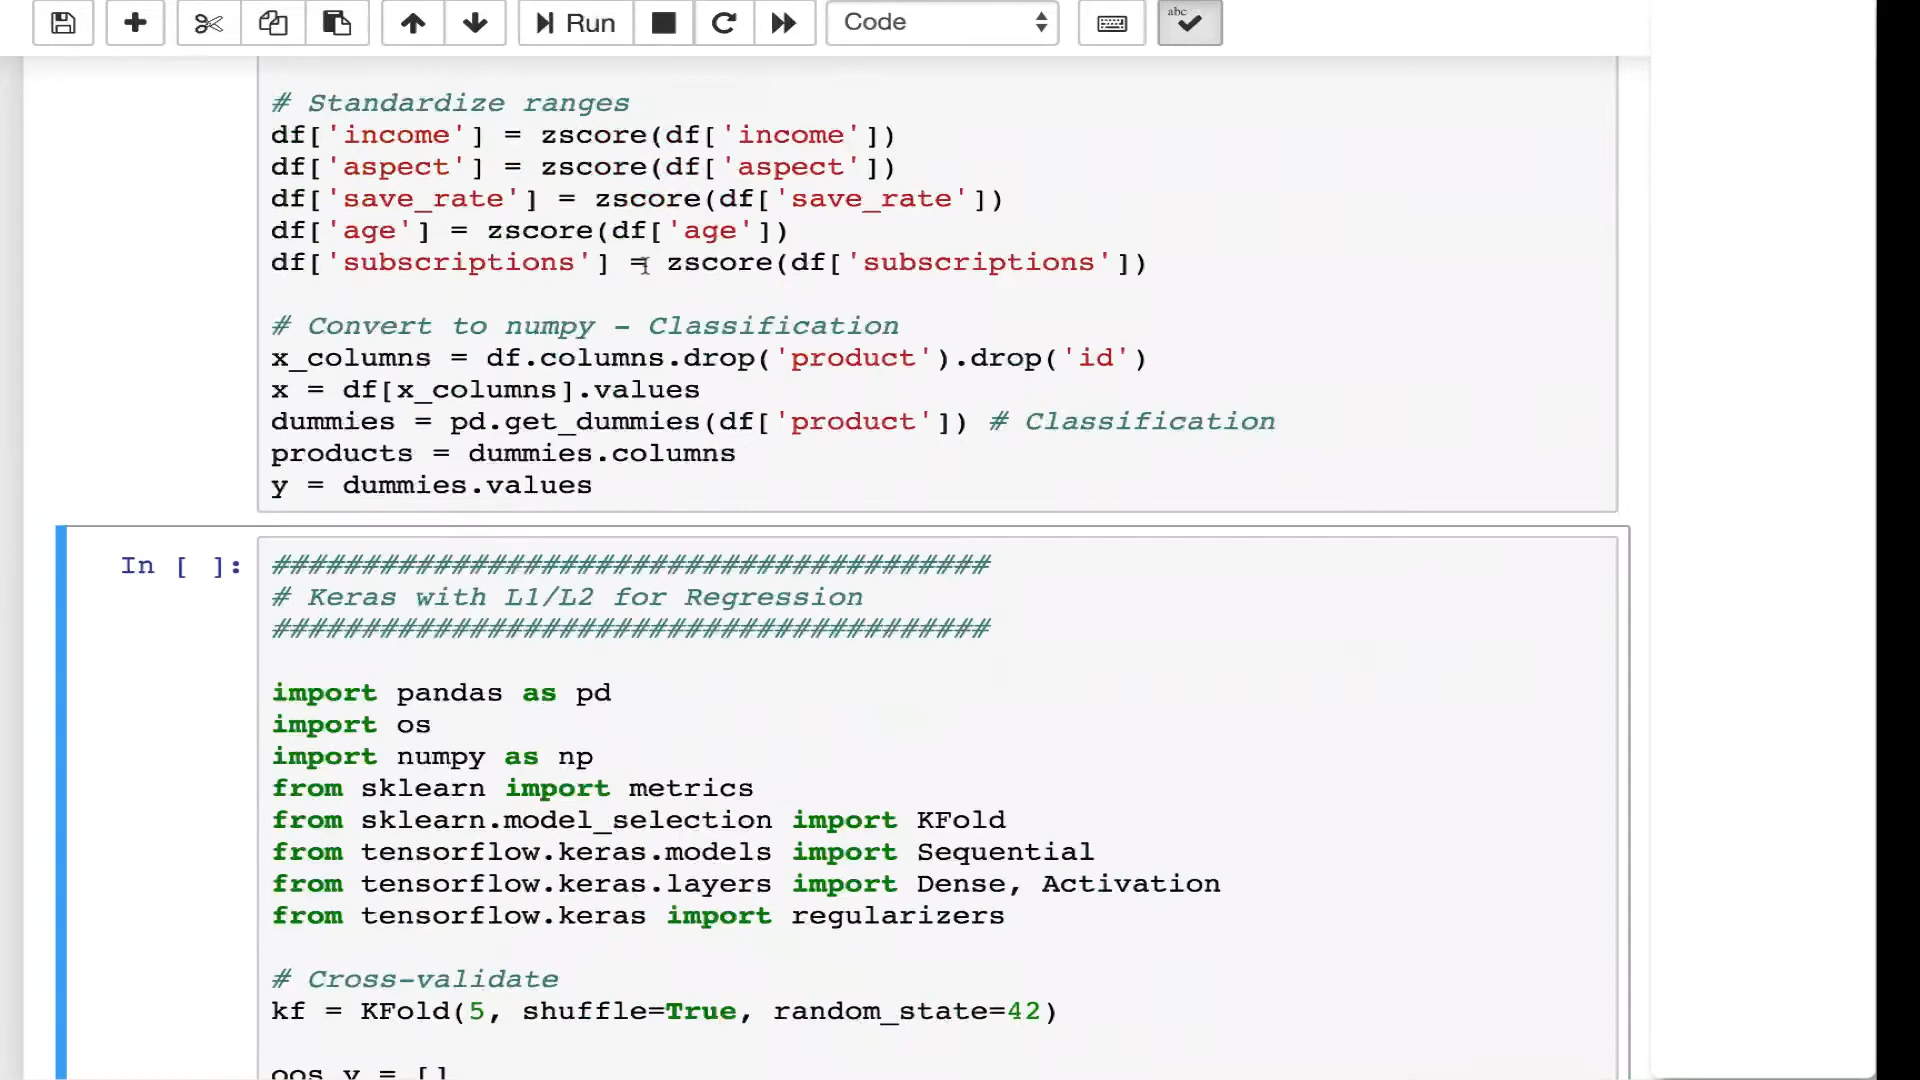 Run
Code
abc
# Standardize ranges
df['income'] = zscore(df['income'])
df['aspect'] = zscore(df['aspect'])
df['save_rate'] = zscore(df['save_rate'])
df['age'] = zscore(df['age'])
df['subscriptions'] = zscore(df['subscriptions'])
# Convert to numpy - Classification
x_columns = df.columns.drop('product').drop('id')
x = df[x_columns].values
dummies = pd.get_dummies(df['product']) # Classification
products = dummies.columns
y = dummies.values
In [ ]:
########################################
# Keras with L1/L2 for Regression
########################################
import pandas as pd
import os
import numpy as np
from sklearn import metrics
from sklearn.model_selection import KFold
from tensorflow.keras.models import Sequential
from tensorflow.keras.layers import Dense, Activation
from tensorflow.keras import regularizers
# Cross-validate
kf = KFold(5, shuffle=True, random_state=42)
oos_y = []